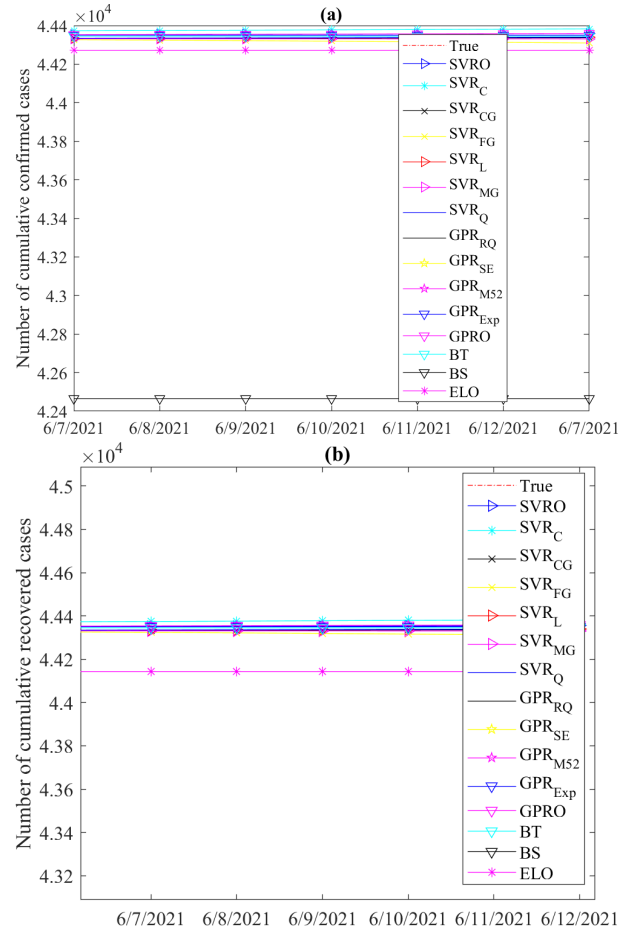 (a)
×10⁴
44.4
4.44
4.42
4.4
4.38
4.36
4.34
4.32
4.3
4.28
4.26
4.24
Number of cumulative confirmed cases
True
SVRO
SVR_C
SVR_CG
SVR_FG
SVR_L
SVR_MG
SVR_Q
GPR_RQ
GPR_SE
GPR_M52
GPR_Exp
GPRO
BT
BS
ELO
6/7/2021 6/8/2021 6/9/2021 6/10/2021 6/11/2021 6/12/2021 6/7/2021
(b)
×10⁴
4.5
4.48
4.46
4.44
4.42
4.4
4.38
4.36
4.34
4.32
Number of cumulative recovered cases
True
SVRO
SVR_C
SVR_CG
SVR_FG
SVR_L
SVR_MG
SVR_Q
GPR_RQ
GPR_SE
GPR_M52
GPR_Exp
GPRO
BT
BS
ELO
6/7/2021 6/8/2021 6/9/2021 6/10/2021 6/11/2021 6/12/2021